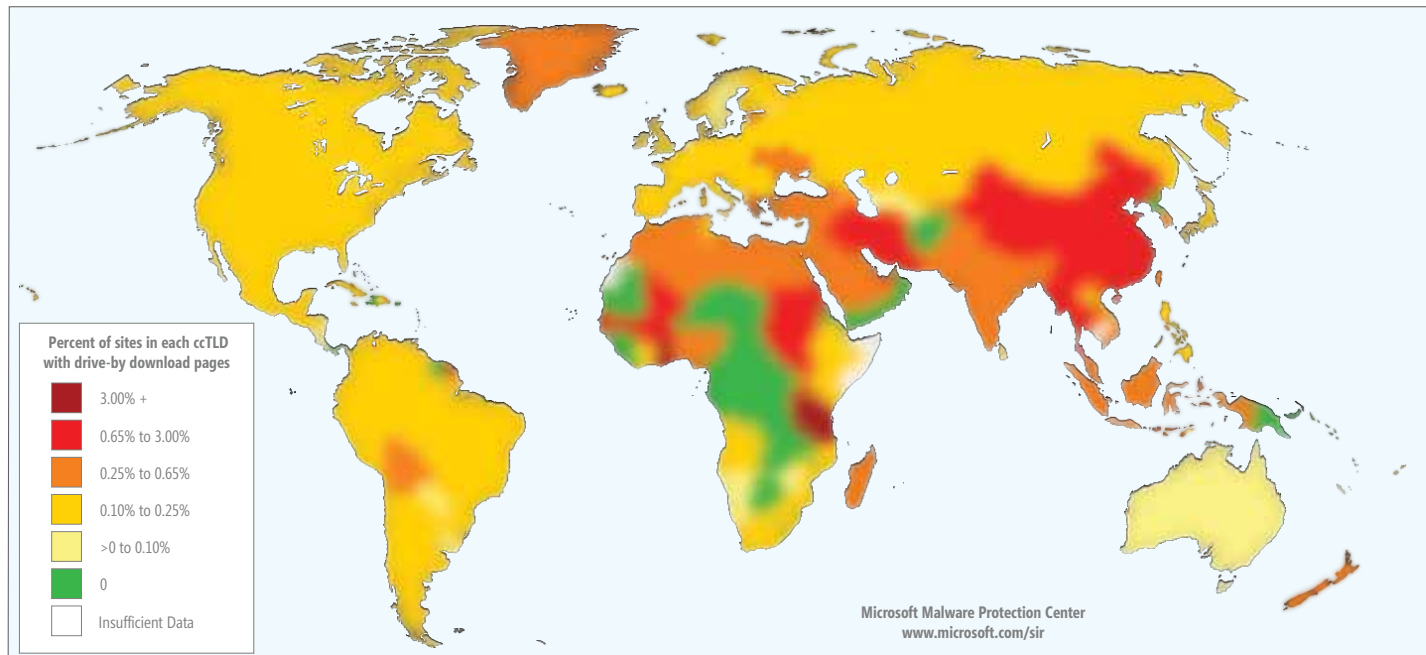 Percent of sites in each ccTLD
with drive-by download pages
3.00% +
0.65% to 3.00%
0.25% to 0.65%
0.10% to 0.25%
>0 to 0.10%
0
Insufficient Data
Microsoft Malware Protection Center
www.microsoft.com/sir